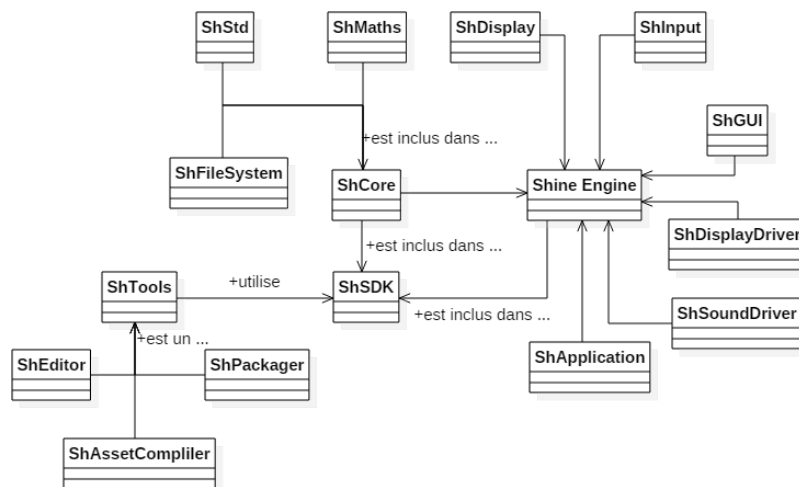 ShStd
ShMaths
ShDisplay
ShInput
ShGUI
+est inclus dans ...
ShFileSystem
ShCore
Shine Engine
ShDisplayDriver
+est inclus dans ...
ShTools
+utilise
ShSDK
+est inclus dans ...
ShSoundDriver
+est un ...
ShEditor
ShPackager
ShApplication
ShAssetCompliler